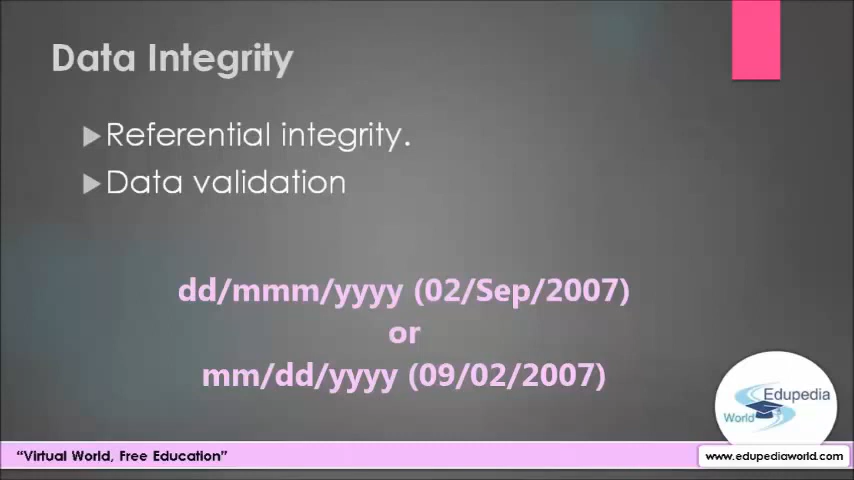 Data Integrity
Referential integrity.
Data validation
dd/mmm/yyyy (02/Sep/2007)
or
mm/dd/yyyy (09/02/2007)
Edupedia
World
“Virtual World, Free Education”
www.edupediaworld.com